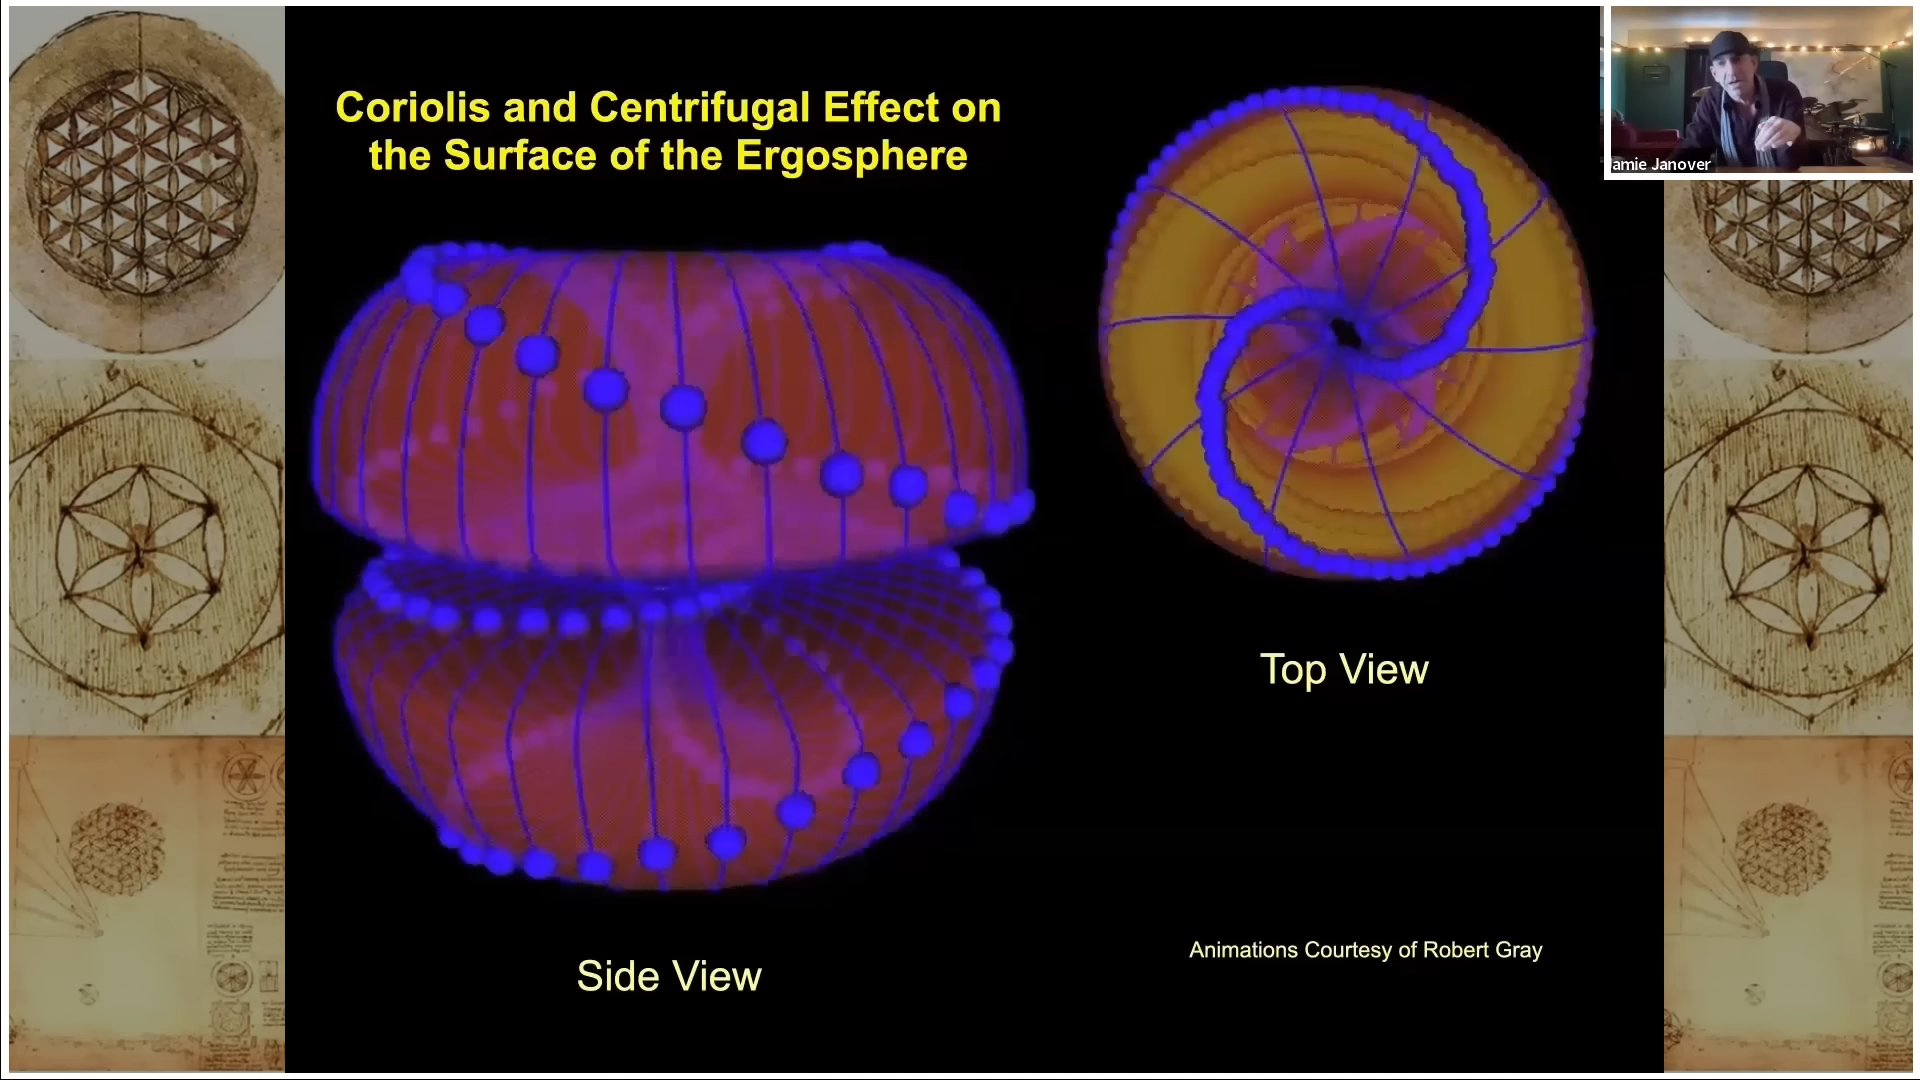 Coriolis and Centrifugal Effect on
the Surface of the Ergosphere
amie Janover
Top View
Animations Courtesy of Robert Gray
Side View